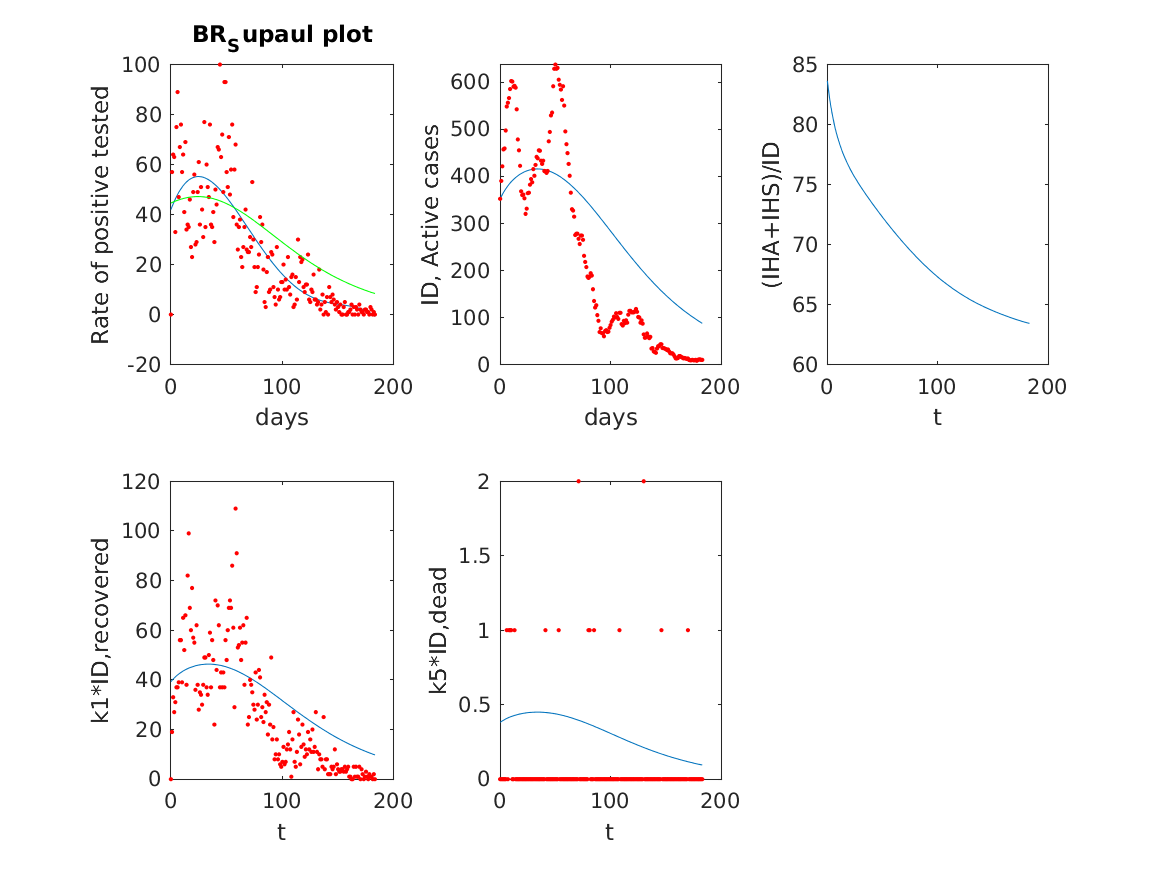 BR_Supaul plot
Rate of positive tested
100
80
60
40
20
0
-20
0 100 200
days
ID, Active cases
600
500
400
300
200
100
0
0 100 200
days
(IHA+IHS)/ID
85
80
75
70
65
60
0 100 200
t
k1*ID,recovered
120
100
80
60
40
20
0
0 100 200
t
k5*ID,dead
2
1.5
1
0.5
0
0 100 200
t